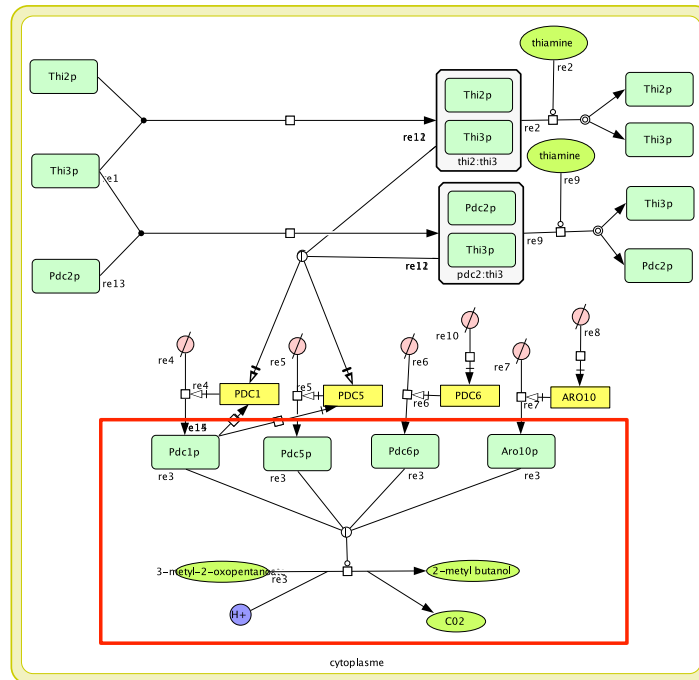 thiamine
re2
Thi2p
Thi2p
Thi2p
Thi3p
re12
re2
Thi3p
thi2:thi3
thiamine
Thi3p
re1
re9
Pdc2p
Thi3p
re9
Thi3p
re12
Pdc2p
re13
pdc2:thi3
Pdc2p
re10
re8
re4
re5
re6
re7
re4
PDC1
re5
PDC5
re6
PDC6
re7
ARO10
Pdc1p
Pdc5p
Pdc6p
Aro10p
re3
re3
re3
re3
3-metyl-2-oxopentanoa
re3
2-metyl butanol
H+
C02
cytoplasme